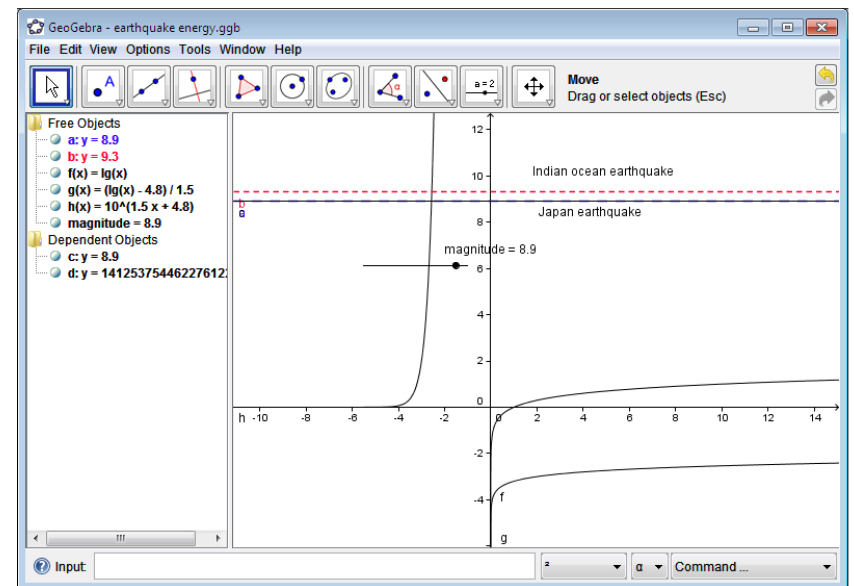 GeoGebra - earthquake energy.ggb
File Edit View Options Tools Window Help
A
α
a=2
Move
Drag or select objects (Esc)
Free Objects
a: y = 8.9
b: y = 9.3
f(x) = lg(x)
g(x) = (lg(x) - 4.8) / 1.5
h(x) = 10^(1.5 x + 4.8)
magnitude = 8.9
Dependent Objects
c: y = 8.9
d: y = 14125375446227612
12
10
Indian ocean earthquake
b
Japan earthquake
8
magnitude = 8.9
6
4
2
0
h -10 -8 -6 -4 -2 0 2 4 6 8 10 12 14
-2
-4
f
g
Input:
² α Command ...